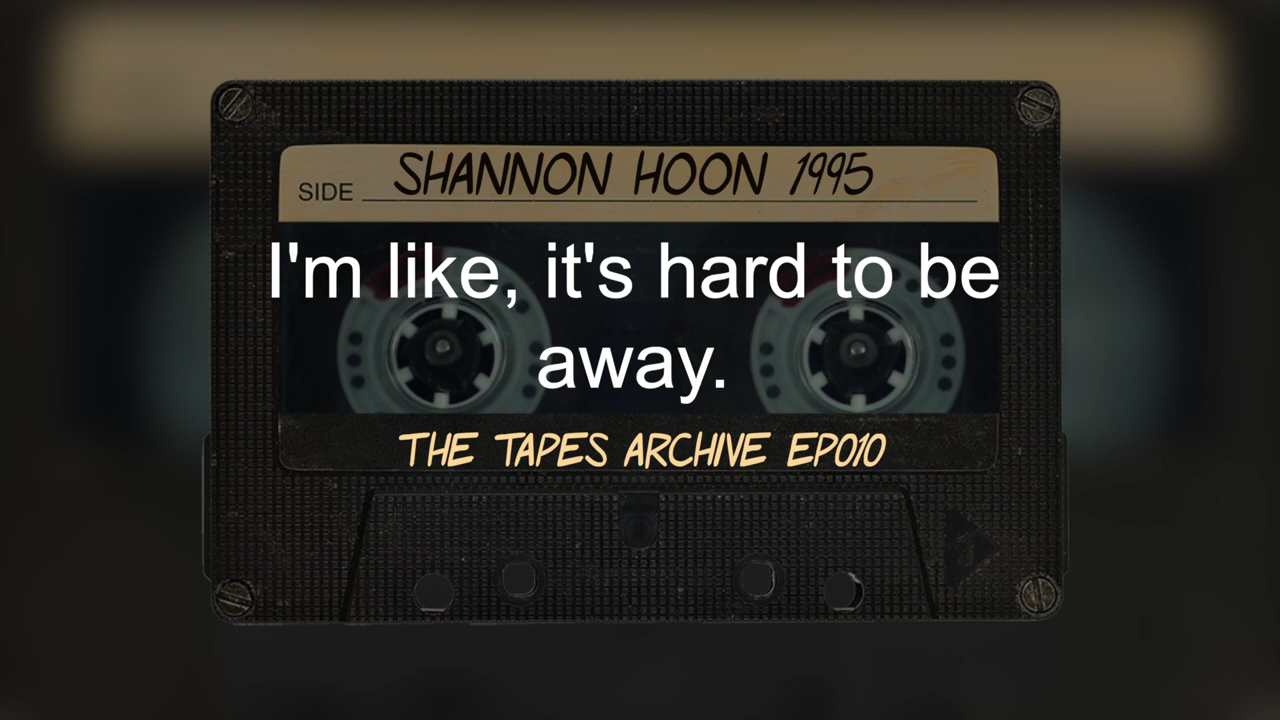 SHANNON HOON 1995
SIDE
I'm like, it's hard to be
away.
THE TAPES ARCHIVE EP010